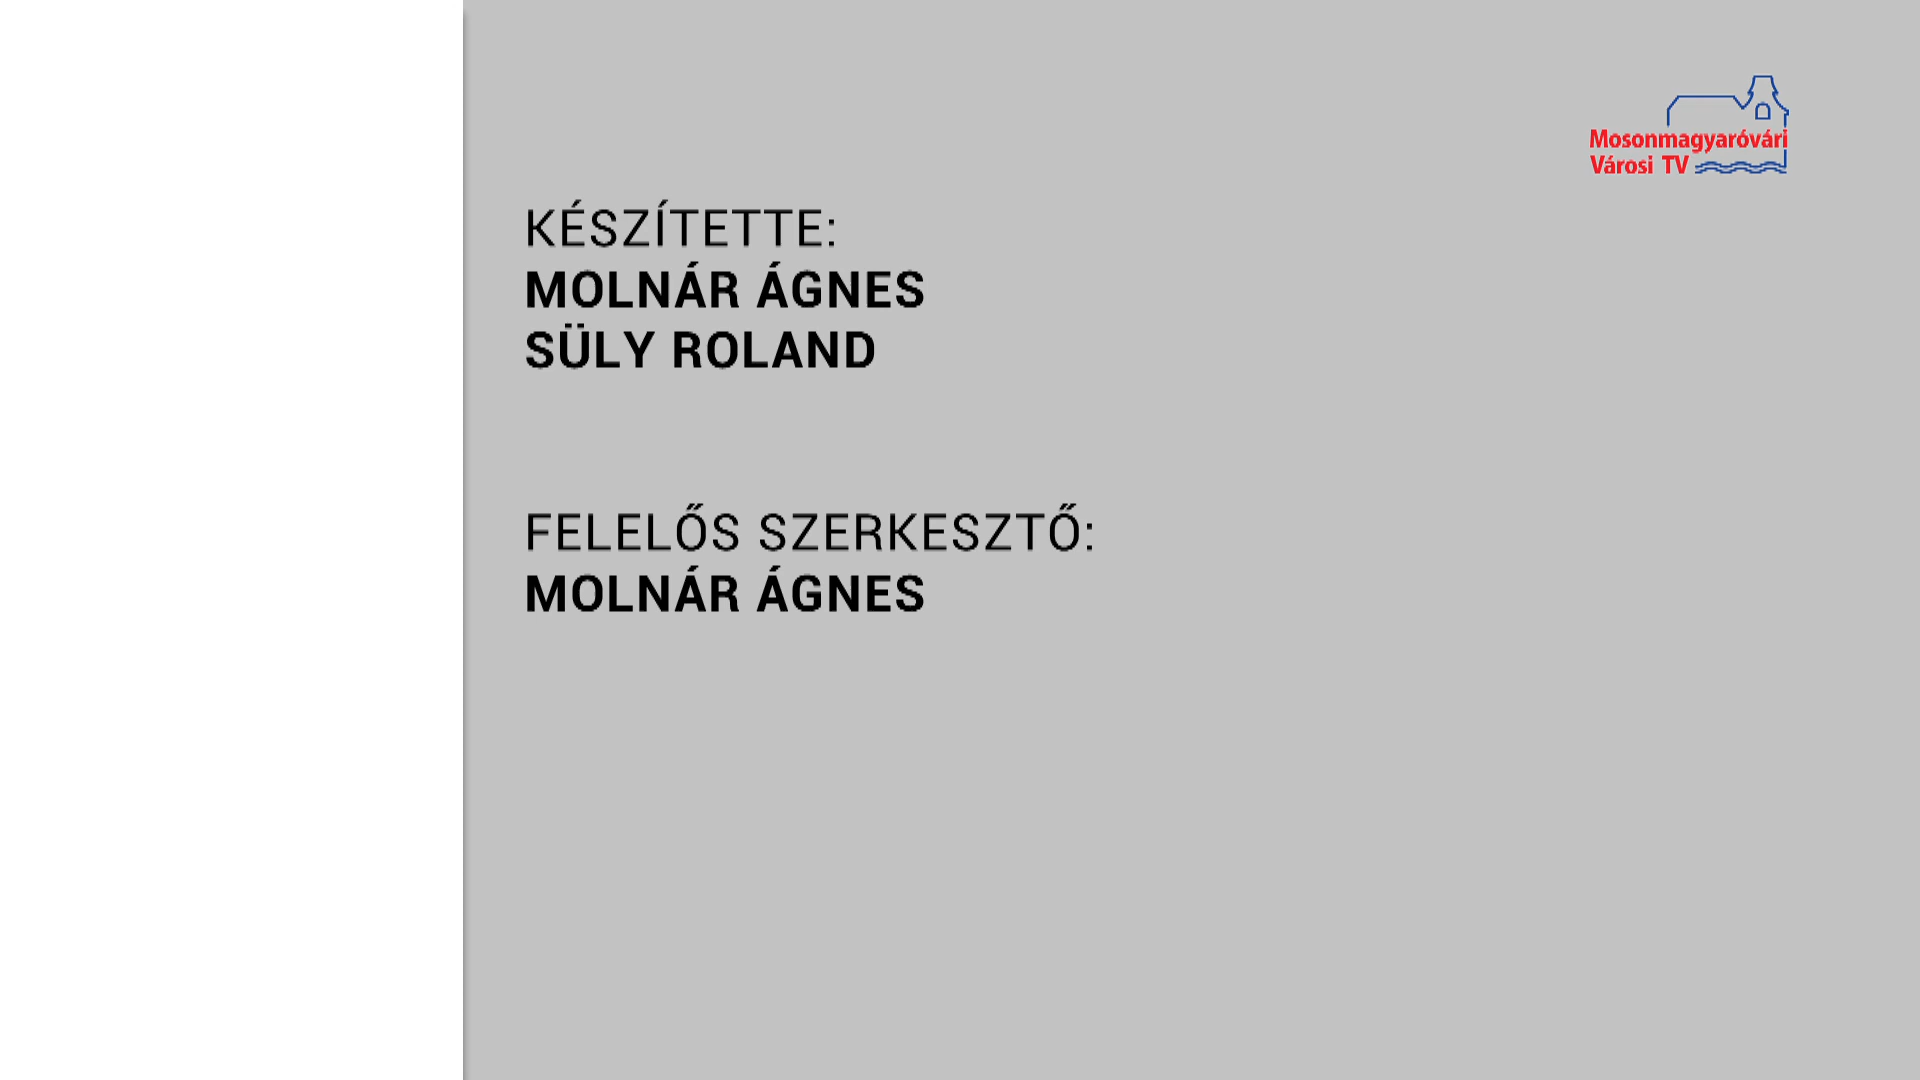 Mosonmagyaróvári
Városi TV
KÉSZÍTETTE:
MOLNÁR ÁGNES
SÜLY ROLAND
FELELŐS SZERKESZTŐ:
MOLNÁR ÁGNES